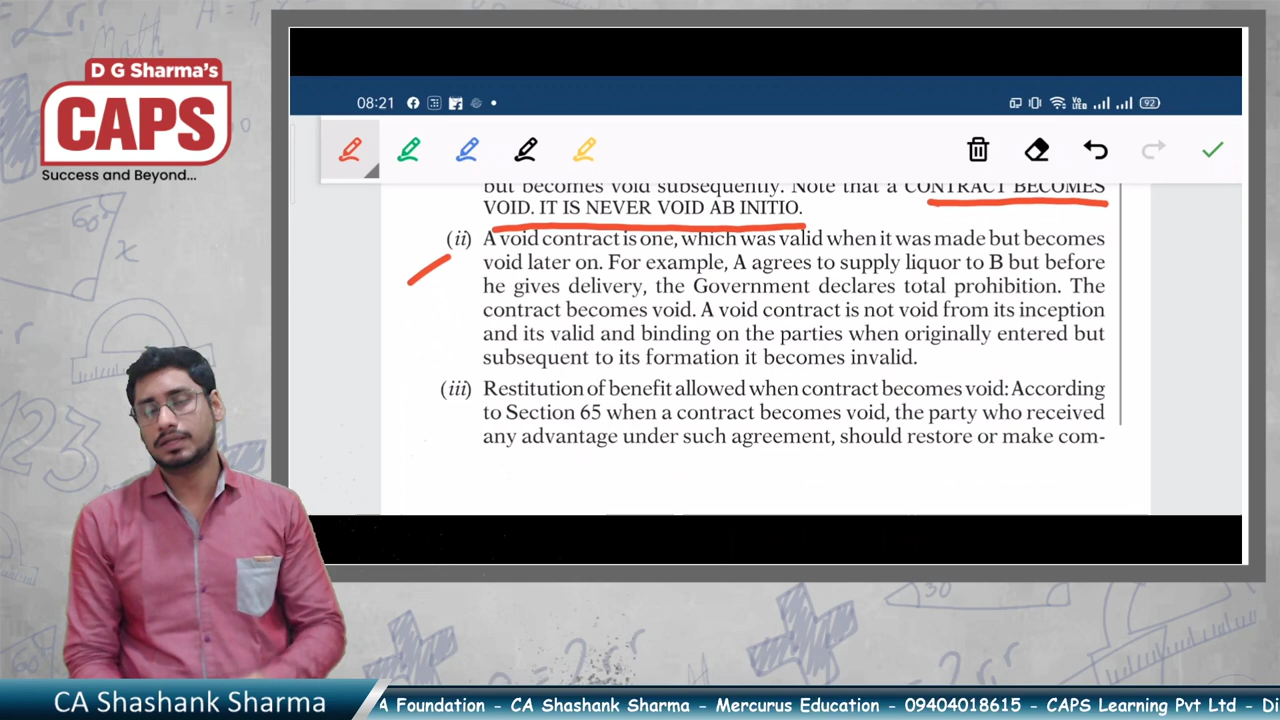 D G Sharma's
CAPS
Success and Beyond...
08:21
92
but becomes void subsequently. Note that a CONTRACT BECOMES
VOID. IT IS NEVER VOID AB INITIO.
(ii) A void contract is one, which was valid when it was made but becomes
void later on. For example, A agrees to supply liquor to B but before
he gives delivery, the Government declares total prohibition. The
contract becomes void. A void contract is not void from its inception
and its valid and binding on the parties when originally entered but
subsequent to its formation it becomes invalid.
(iii) Restitution of benefit allowed when contract becomes void: According
to Section 65 when a contract becomes void, the party who received
any advantage under such agreement, should restore or make com-
CA Shashank Sharma
A Foundation - CA Shashank Sharma - Mercurus Education - 09404018615 - CAPS Learning Pvt Ltd - Di